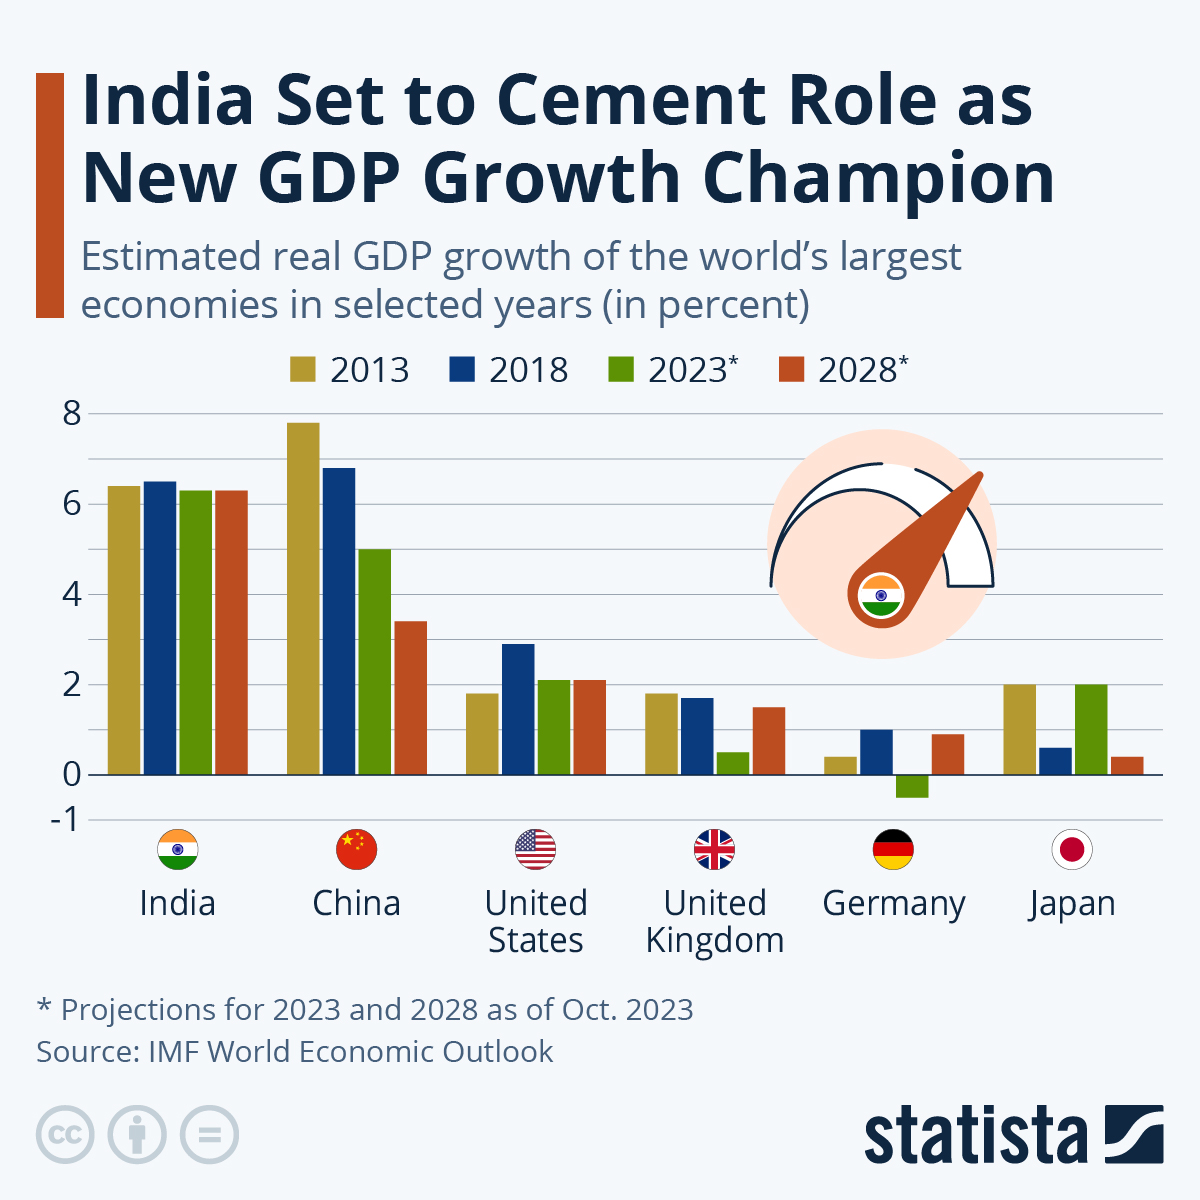 India Set to Cement Role as
New GDP Growth Champion
Estimated real GDP growth of the world’s largest
economies in selected years (in percent)
2013 2018 2023* 2028*
8
6
4
2
0
-1
India China United States United Kingdom Germany Japan
* Projections for 2023 and 2028 as of Oct. 2023
Source: IMF World Economic Outlook
cc
statista